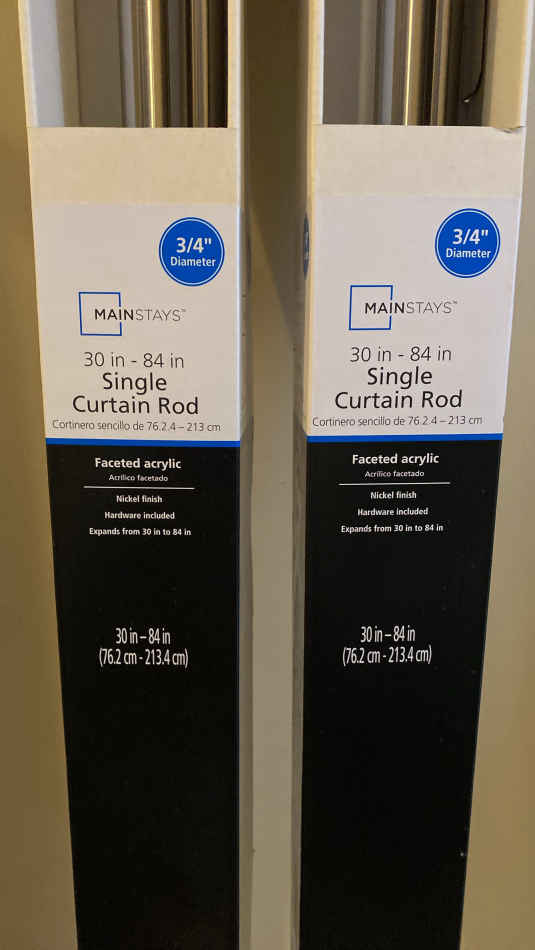 3/4"
Diameter
MAINSTAYS™
30 in - 84 in
Single
Curtain Rod
Cortinero sencillo de 76.2.4 – 213 cm
Faceted acrylic
Acrílico facetado
Nickel finish
Hardware included
Expands from 30 in to 84 in
30 in – 84 in
(76.2 cm - 213.4 cm)
3/4"
Diameter
MAINSTAYS™
30 in - 84 in
Single
Curtain Rod
Cortinero sencillo de 76.2.4 – 213 cm
Faceted acrylic
Acrílico facetado
Nickel finish
Hardware included
Expands from 30 in to 84 in
30 in – 84 in
(76.2 cm - 213.4 cm)